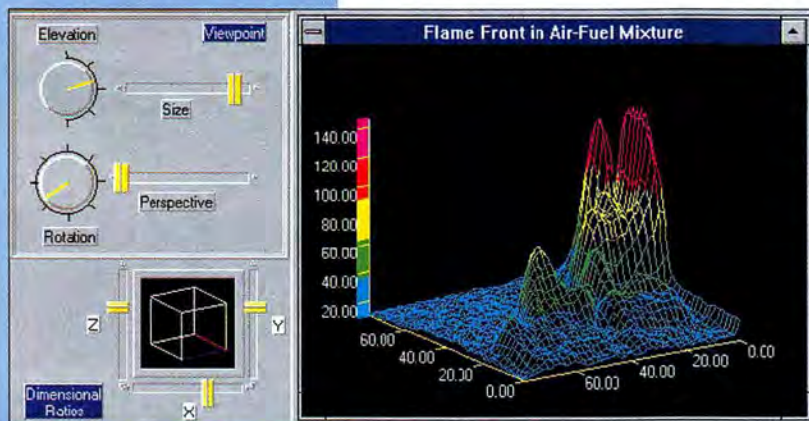 Elevation
Viewpoint
Size
Perspective
Rotation
Z
Y
X
Dimensional
Ratios
Flame Front in Air-Fuel Mixture
140.00
120.00
100.00
80.00
60.00
40.00
20.00
60.00
40.00
20.00
0.00
60.00
40.00
20.00
0.00